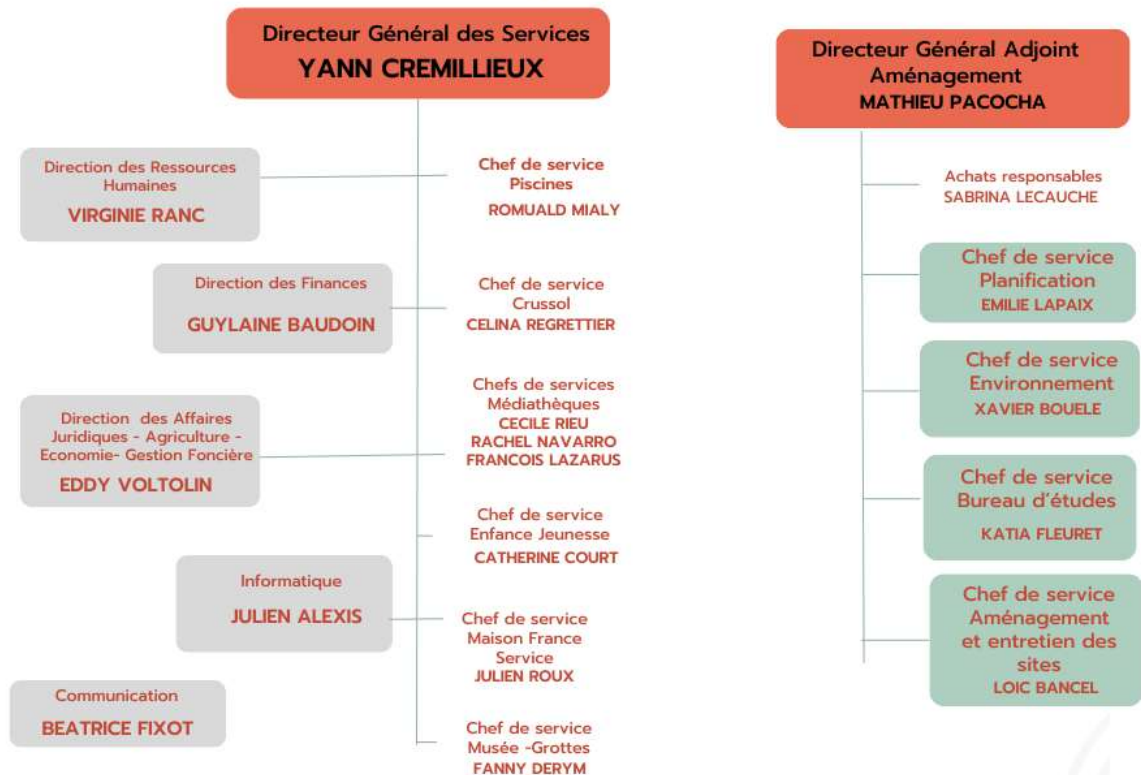 Directeur Général des Services
YANN CREMILLIEUX
Direction des Ressources
Humaines
VIRGINIE RANC
Direction des Finances
GUYLAINE BAUDOIN
Direction des Affaires
Juridiques - Agriculture -
Economie- Gestion Foncière
EDDY VOLTOLIN
Informatique
JULIEN ALEXIS
Communication
BEATRICE FIXOT
Chef de service
Piscines
ROMUALD MIALY
Chef de service
Crussol
CELINA REGRETTIER
Chefs de services
Médiathèques
CECILE RIEU
RACHEL NAVARRO
FRANCOIS LAZARUS
Chef de service
Enfance Jeunesse
CATHERINE COURT
Chef de service
Maison France
Service
JULIEN ROUX
Chef de service
Musée -Grottes
FANNY DERYM
Directeur Général Adjoint
Aménagement
MATHIEU PACOCHA
Achats responsables
SABRINA LECAUCHE
Chef de service
Planification
EMILIE LAPAIX
Chef de service
Environnement
XAVIER BOUELE
Chef de service
Bureau d'études
KATIA FLEURET
Chef de service
Aménagement
et entretien des
sites
LOIC BANCEL